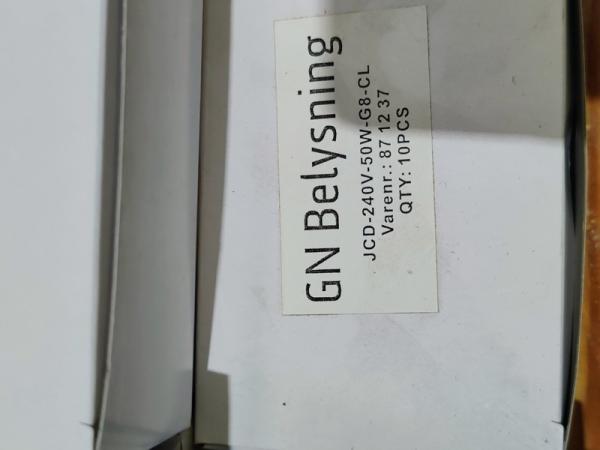 GN Belysning
JCD-240V-50W-G8-CL
Varenr.: 87 12 37
QTY: 10PCS